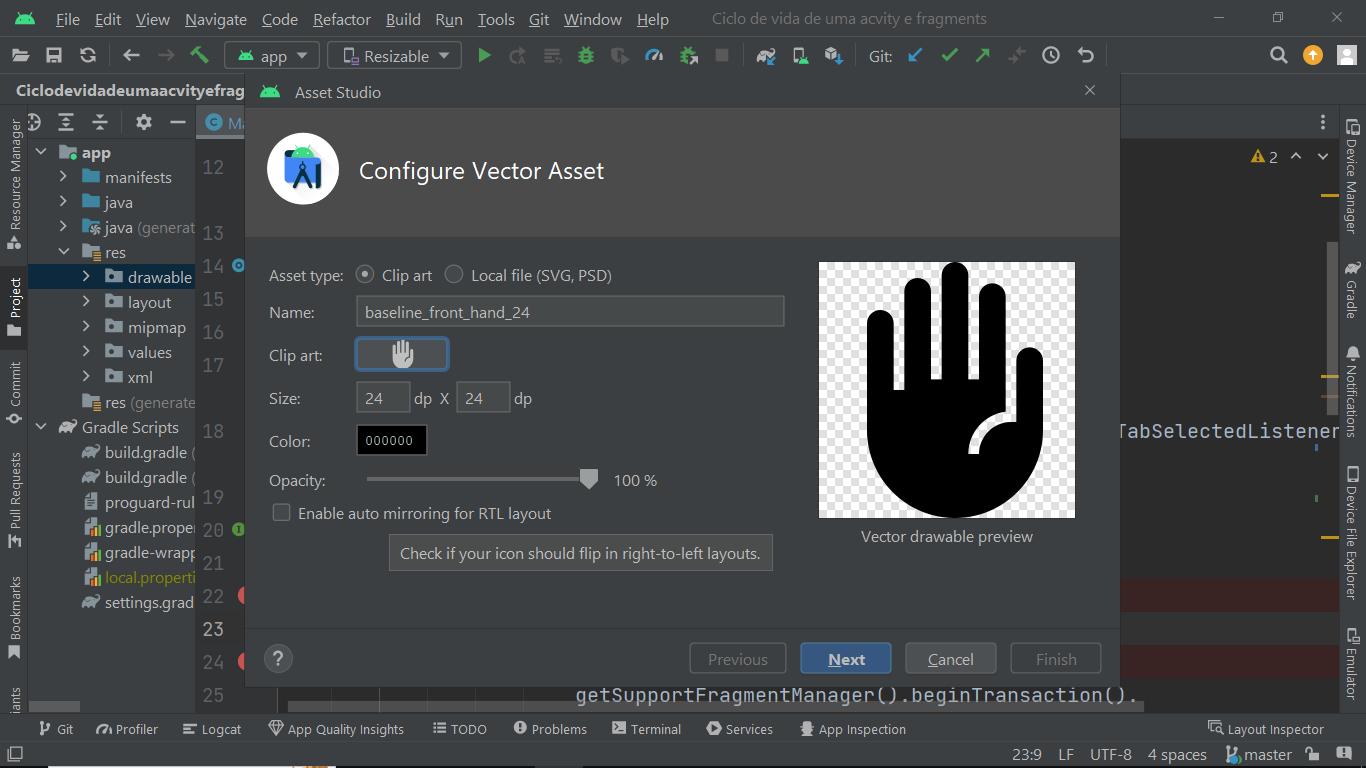 File Edit View Navigate Code Refactor Build Run Tools Git Window Help Ciclo de vida de uma acvity e fragments
app Resizable Git:
Ciclodevidadeumaacvityefrag
Asset Studio
Configure Vector Asset
Asset type: Clip art Local file (SVG, PSD)
Name: baseline_front_hand_24
Clip art:
Size: 24 dp X 24 dp
Color: 000000
Opacity: 100 %
Enable auto mirroring for RTL layout
Check if your icon should flip in right-to-left layouts.
Vector drawable preview
? Previous Next Cancel Finish
Resource Manager
Project
Commit
Pull Requests
Bookmarks
app
manifests
java
java (generat
res
drawable
layout
mipmap
values
xml
res (generate
Gradle Scripts
build.gradle (
build.gradle (
proguard-rul
gradle.proper
gradle-wrapp
local.properti
settings.grad
C Ma
12
13
14
15
16
17
18
19
20
21
22
23
24
25
2
TabSelectedListener
getSupportFragmentManager().beginTransaction().
Device Manager
Gradle
Notifications
Device File Explorer
Emulator
Git Profiler Logcat App Quality Insights TODO Problems Terminal Services App Inspection Layout Inspector
23:9 LF UTF-8 4 spaces master